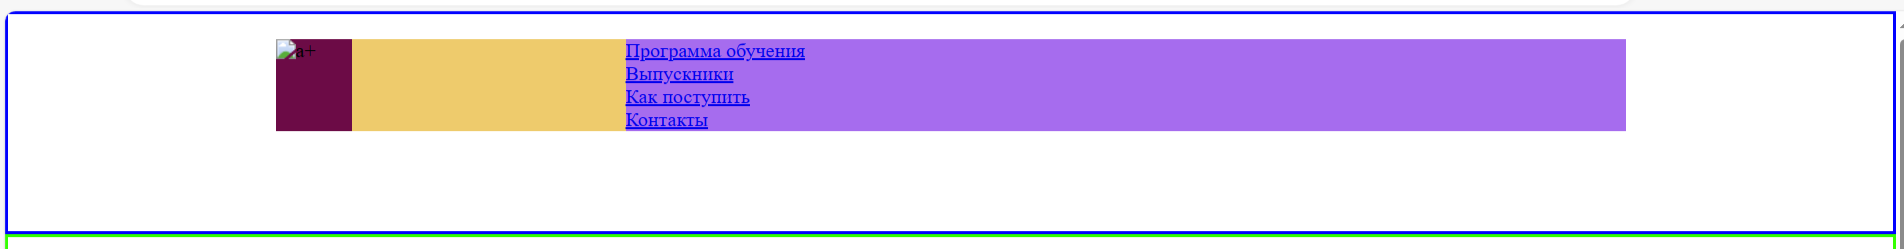 a+
Программа обучения
Выпускники
Как поступить
Контакты